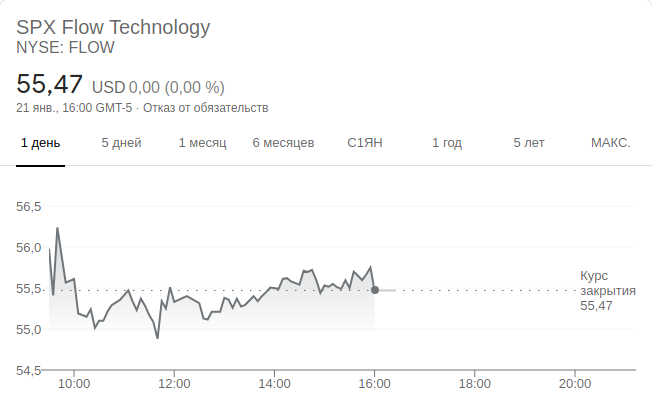 SPX Flow Technology
NYSE: FLOW
55,47 USD 0,00 (0,00 %)
21 янв., 16:00 GMT-5 · Отказ от обязательств
1 день 5 дней 1 месяц 6 месяцев С1ЯН 1 год 5 лет МАКС.
56,5
56,0
55,5
55,0
54,5
Курс
закрытия
55,47
10:00 12:00 14:00 16:00 18:00 20:00